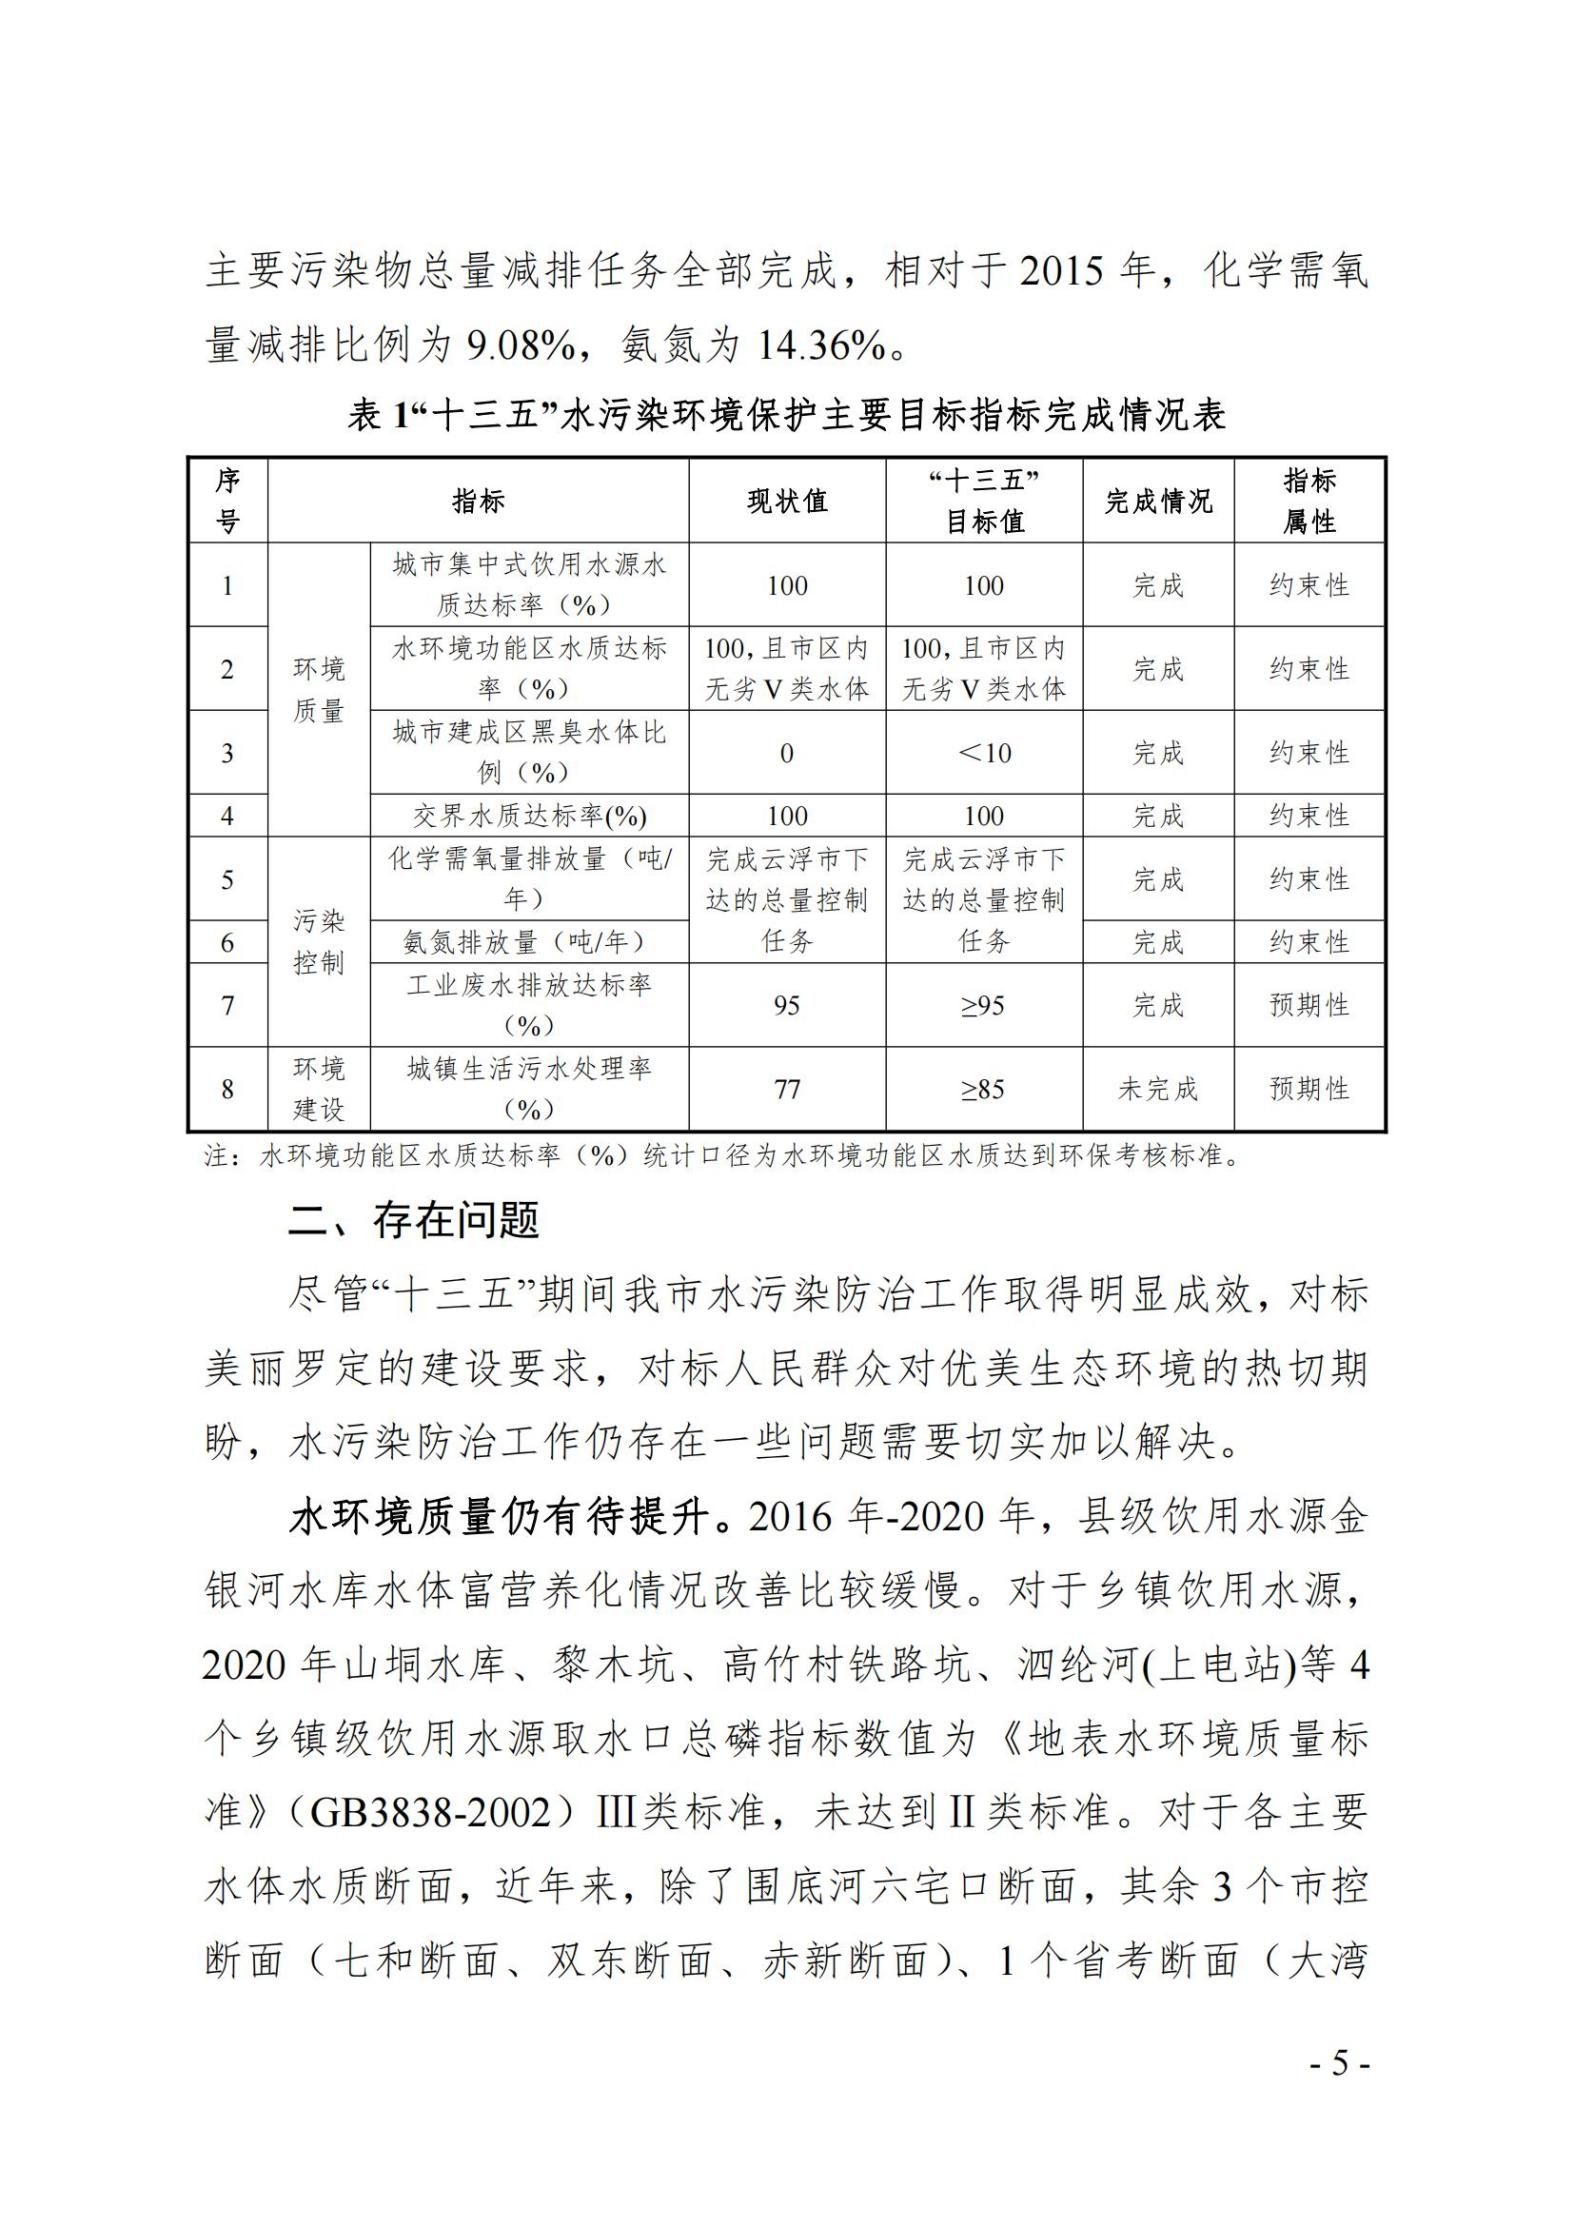 主要污染物总量减排任务全部完成，相对于 2015 年，化学需氧
量减排比例为 9.08%，氨氮为 14.36%。
表 1“十三五”水污染环境保护主要目标指标完成情况表
序号 指标 现状值 “十三五”目标值 完成情况 指标属性
1 环境质量 城市集中式饮用水源水质达标率（%） 100 100 完成 约束性
2 水环境功能区水质达标率（%） 100，且市区内无劣Ⅴ类水体 100，且市区内无劣Ⅴ类水体 完成 约束性
3 城市建成区黑臭水体比例（%） 0 ＜10 完成 约束性
4 交界水质达标率(%) 100 100 完成 约束性
5 污染控制 化学需氧量排放量（吨/年） 完成云浮市下达的总量控制任务 完成云浮市下达的总量控制任务 完成 约束性
6 氨氮排放量（吨/年） 完成 约束性
7 工业废水排放达标率（%） 95 ≥95 完成 预期性
8 环境建设 城镇生活污水处理率（%） 77 ≥85 未完成 预期性
注：水环境功能区水质达标率（%）统计口径为水环境功能区水质达到环保考核标准。
二、存在问题
尽管“十三五”期间我市水污染防治工作取得明显成效，对标
美丽罗定的建设要求，对标人民群众对优美生态环境的热切期
盼，水污染防治工作仍存在一些问题需要切实加以解决。
水环境质量仍有待提升。2016 年-2020 年，县级饮用水源金
银河水库水体富营养化情况改善比较缓慢。对于乡镇饮用水源，
2020 年山垌水库、黎木坑、高竹村铁路坑、泗纶河(上电站)等 4
个乡镇级饮用水源取水口总磷指标数值为《地表水环境质量标
准》（GB3838-2002）Ⅲ类标准，未达到Ⅱ类标准。对于各主要
水体水质断面，近年来，除了围底河六宅口断面，其余 3 个市控
断面（七和断面、双东断面、赤新断面）、1 个省考断面（大湾
- 5 -